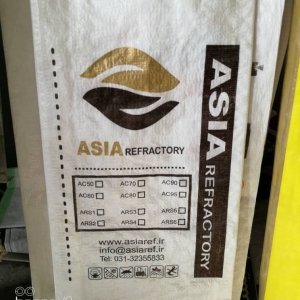 ASIA REFRACTORY
AC50 AC70 AC90
AC60 AC80 AC95
ARS1 ARS3 ARS5
ARS2 ARS4 ARS6
www.asiaref.ir
info@asiaref.ir
Tel: 031-32355833
ASIA REFRACTORY